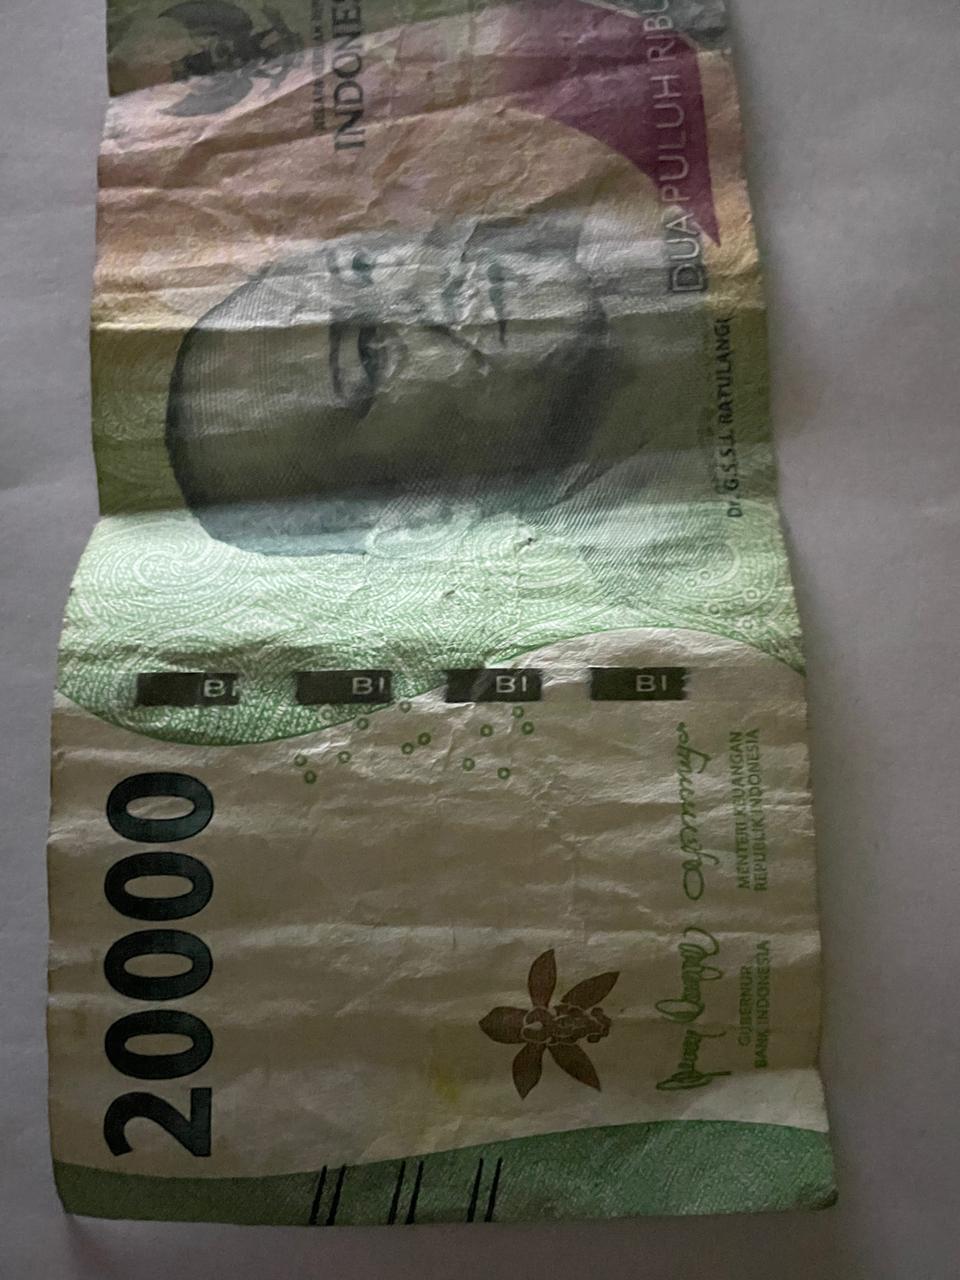 INDONES
DUA PULUH RIBU
Dr. G.S.S.J. RATULANGI
BI
BI
BI
BI
20000
MENTERI KEUANGAN
REPUBLIK INDONESIA
GUBERNUR
BANK INDONESIA